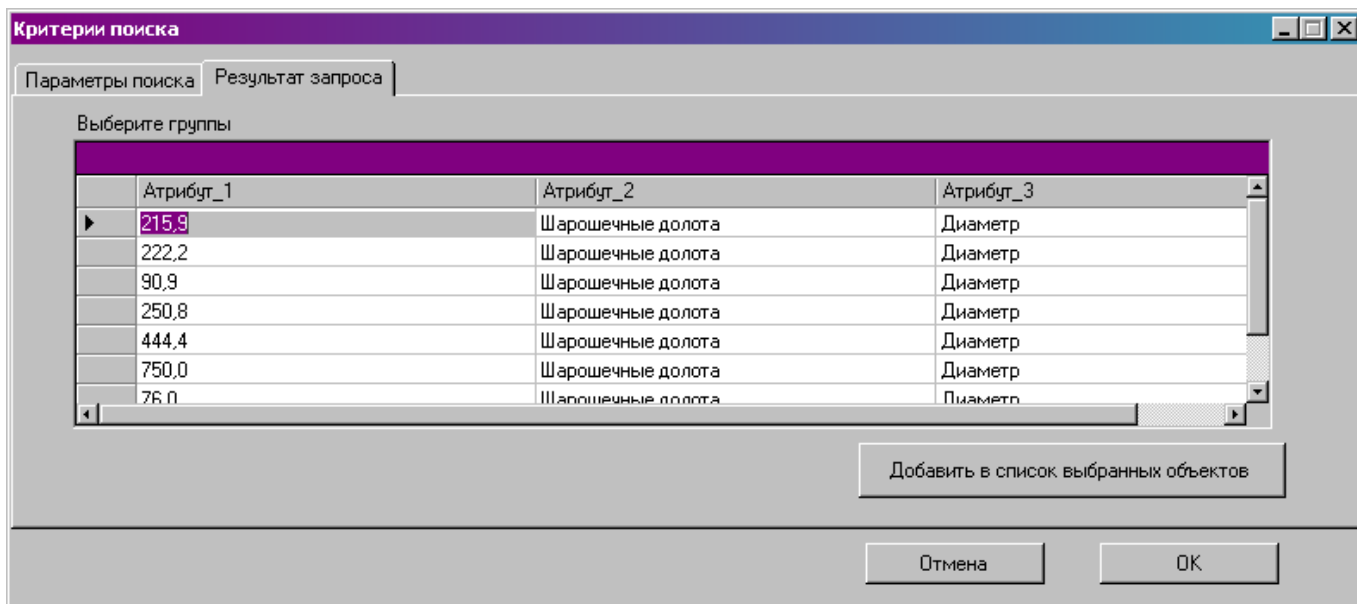 Критерии поиска
Параметры поиска Результат запроса
Выберите группы
Атрибут_1 Атрибут_2 Атрибут_3
215,9 Шарошечные долота Диаметр
222,2 Шарошечные долота Диаметр
90,9 Шарошечные долота Диаметр
250,8 Шарошечные долота Диаметр
444,4 Шарошечные долота Диаметр
750,0 Шарошечные долота Диаметр
76,0 Шарошечные долота Диаметр
Добавить в список выбранных объектов
Отмена OK